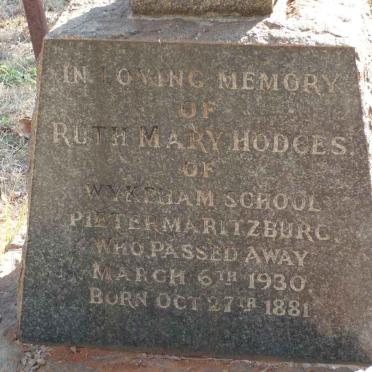 IN LOVING MEMORY
OF
RUTH MARY HODGES.
OF
WYKEHAM SCHOOL
PIETERMARITZBURG.
WHO PASSED AWAY
MARCH 6TH 1930.
BORN OCT 27TH 1881.